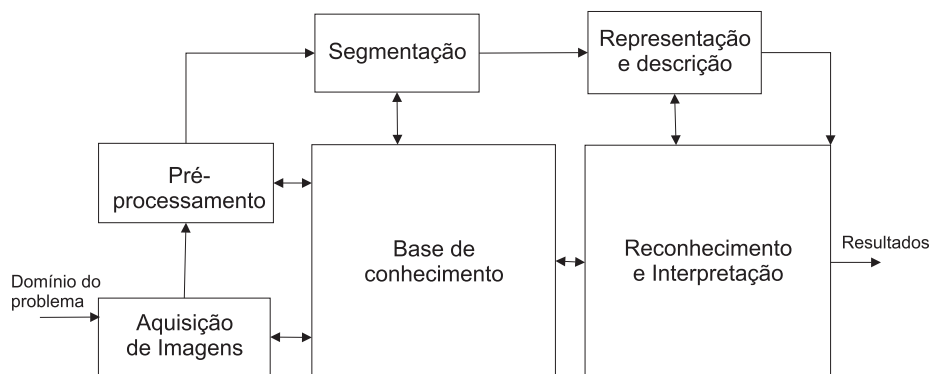 Segmentação
Representação
e descrição
Pré-
processamento
Base de
conhecimento
Reconhecimento
e Interpretação
Resultados
Domínio do
problema
Aquisição
de Imagens